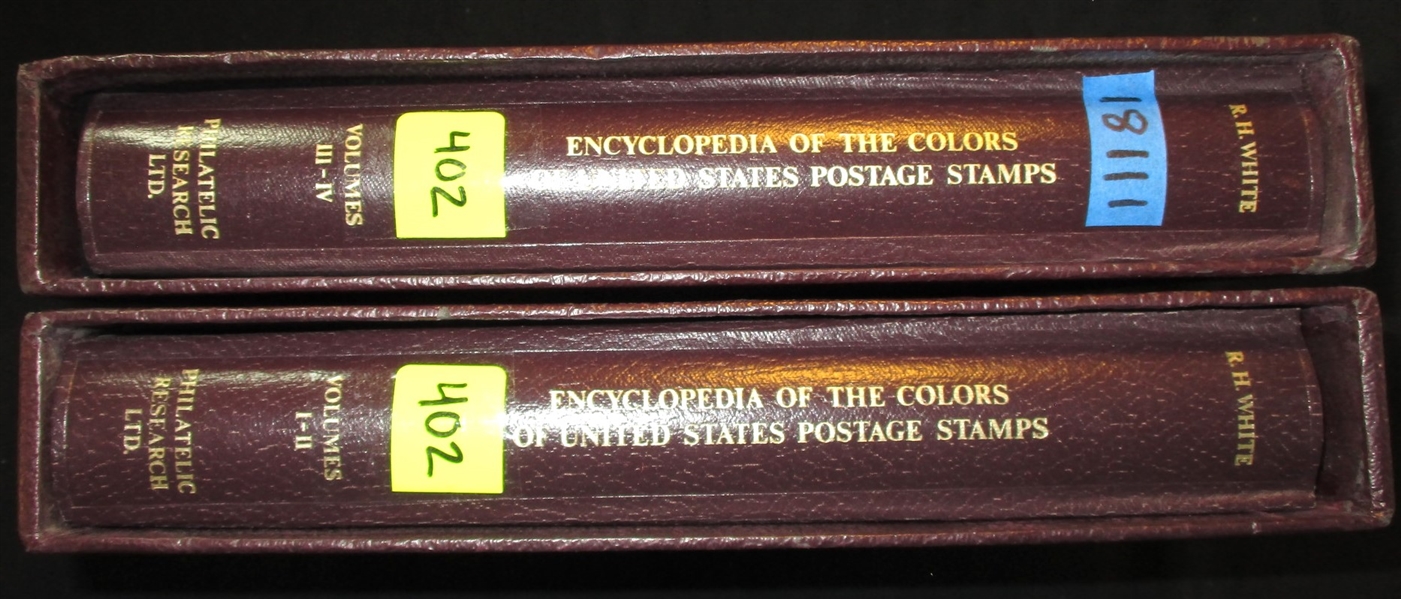 PHILATELIC
RESEARCH
LTD.
VOLUMES
III - IV
402
ENCYCLOPEDIA OF THE COLORS
OF UNITED STATES POSTAGE STAMPS
18111
R.H. WHITE
PHILATELIC
RESEARCH
LTD.
VOLUMES
I - II
402
ENCYCLOPEDIA OF THE COLORS
OF UNITED STATES POSTAGE STAMPS
R.H. WHITE